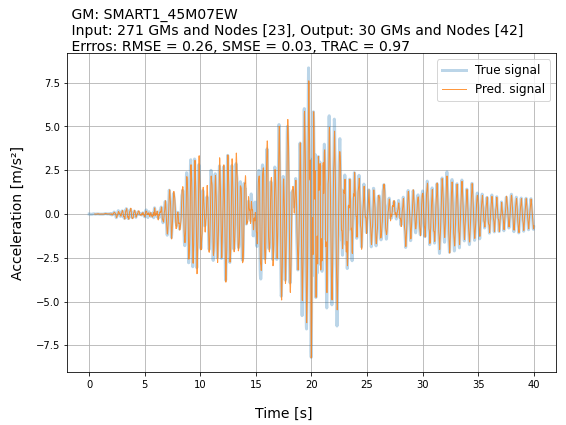 GM: SMART1_45M07EW
Input: 271 GMs and Nodes [23], Output: 30 GMs and Nodes [42]
Errros: RMSE = 0.26, SMSE = 0.03, TRAC = 0.97
True signal
Pred. signal
Acceleration [m/s²]
7.5
5.0
2.5
0.0
−2.5
−5.0
−7.5
0 5 10 15 20 25 30 35 40
Time [s]